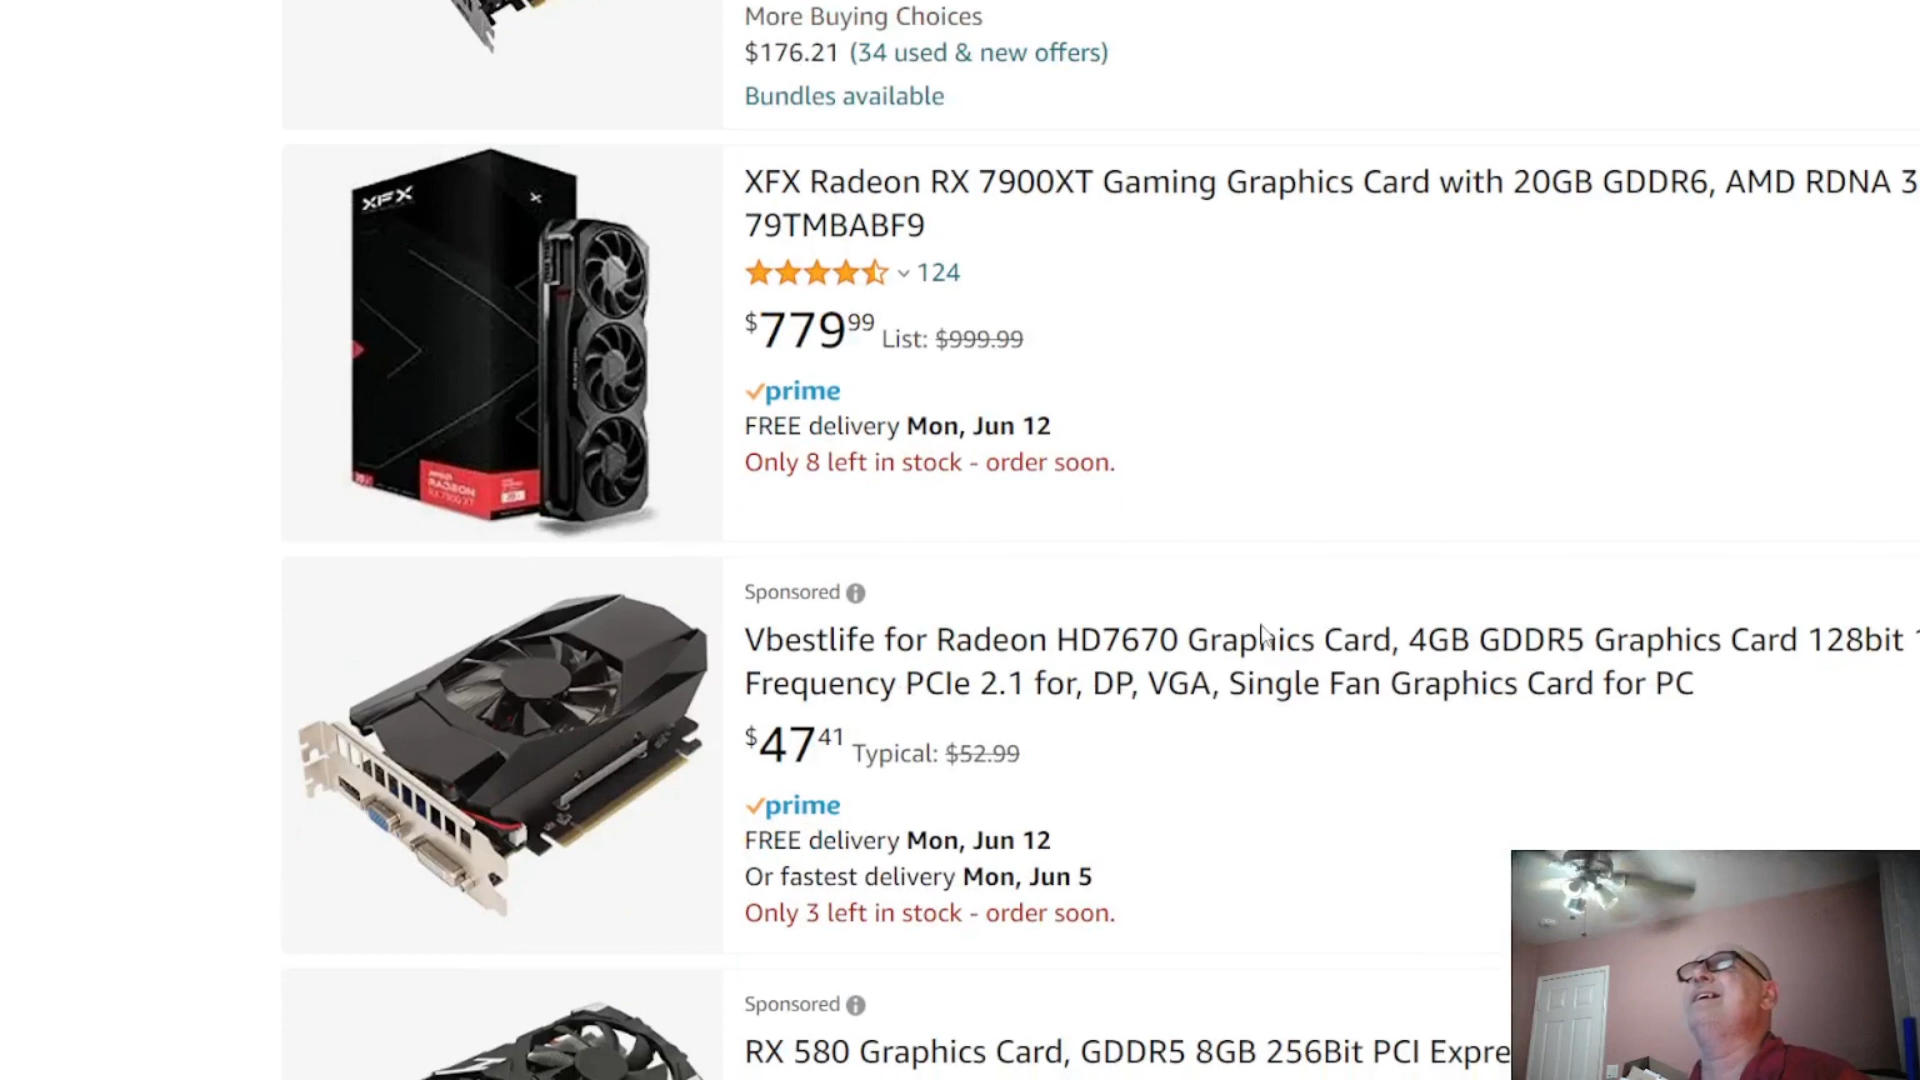 More Buying Choices
$176.21 (34 used & new offers)
Bundles available
XFX
XFX Radeon RX 7900XT Gaming Graphics Card with 20GB GDDR6, AMD RDNA 3
79TMBABF9
124
$779.99 List: $999.99
prime
FREE delivery Mon, Jun 12
Only 8 left in stock - order soon.
RADEON
RX 7900 XT
Sponsored
Vbestlife for Radeon HD7670 Graphics Card, 4GB GDDR5 Graphics Card 128bit
Frequency PCIe 2.1 for, DP, VGA, Single Fan Graphics Card for PC
$47.41 Typical: $52.99
prime
FREE delivery Mon, Jun 12
Or fastest delivery Mon, Jun 5
Only 3 left in stock - order soon.
Sponsored
RX 580 Graphics Card, GDDR5 8GB 256Bit PCI Expre